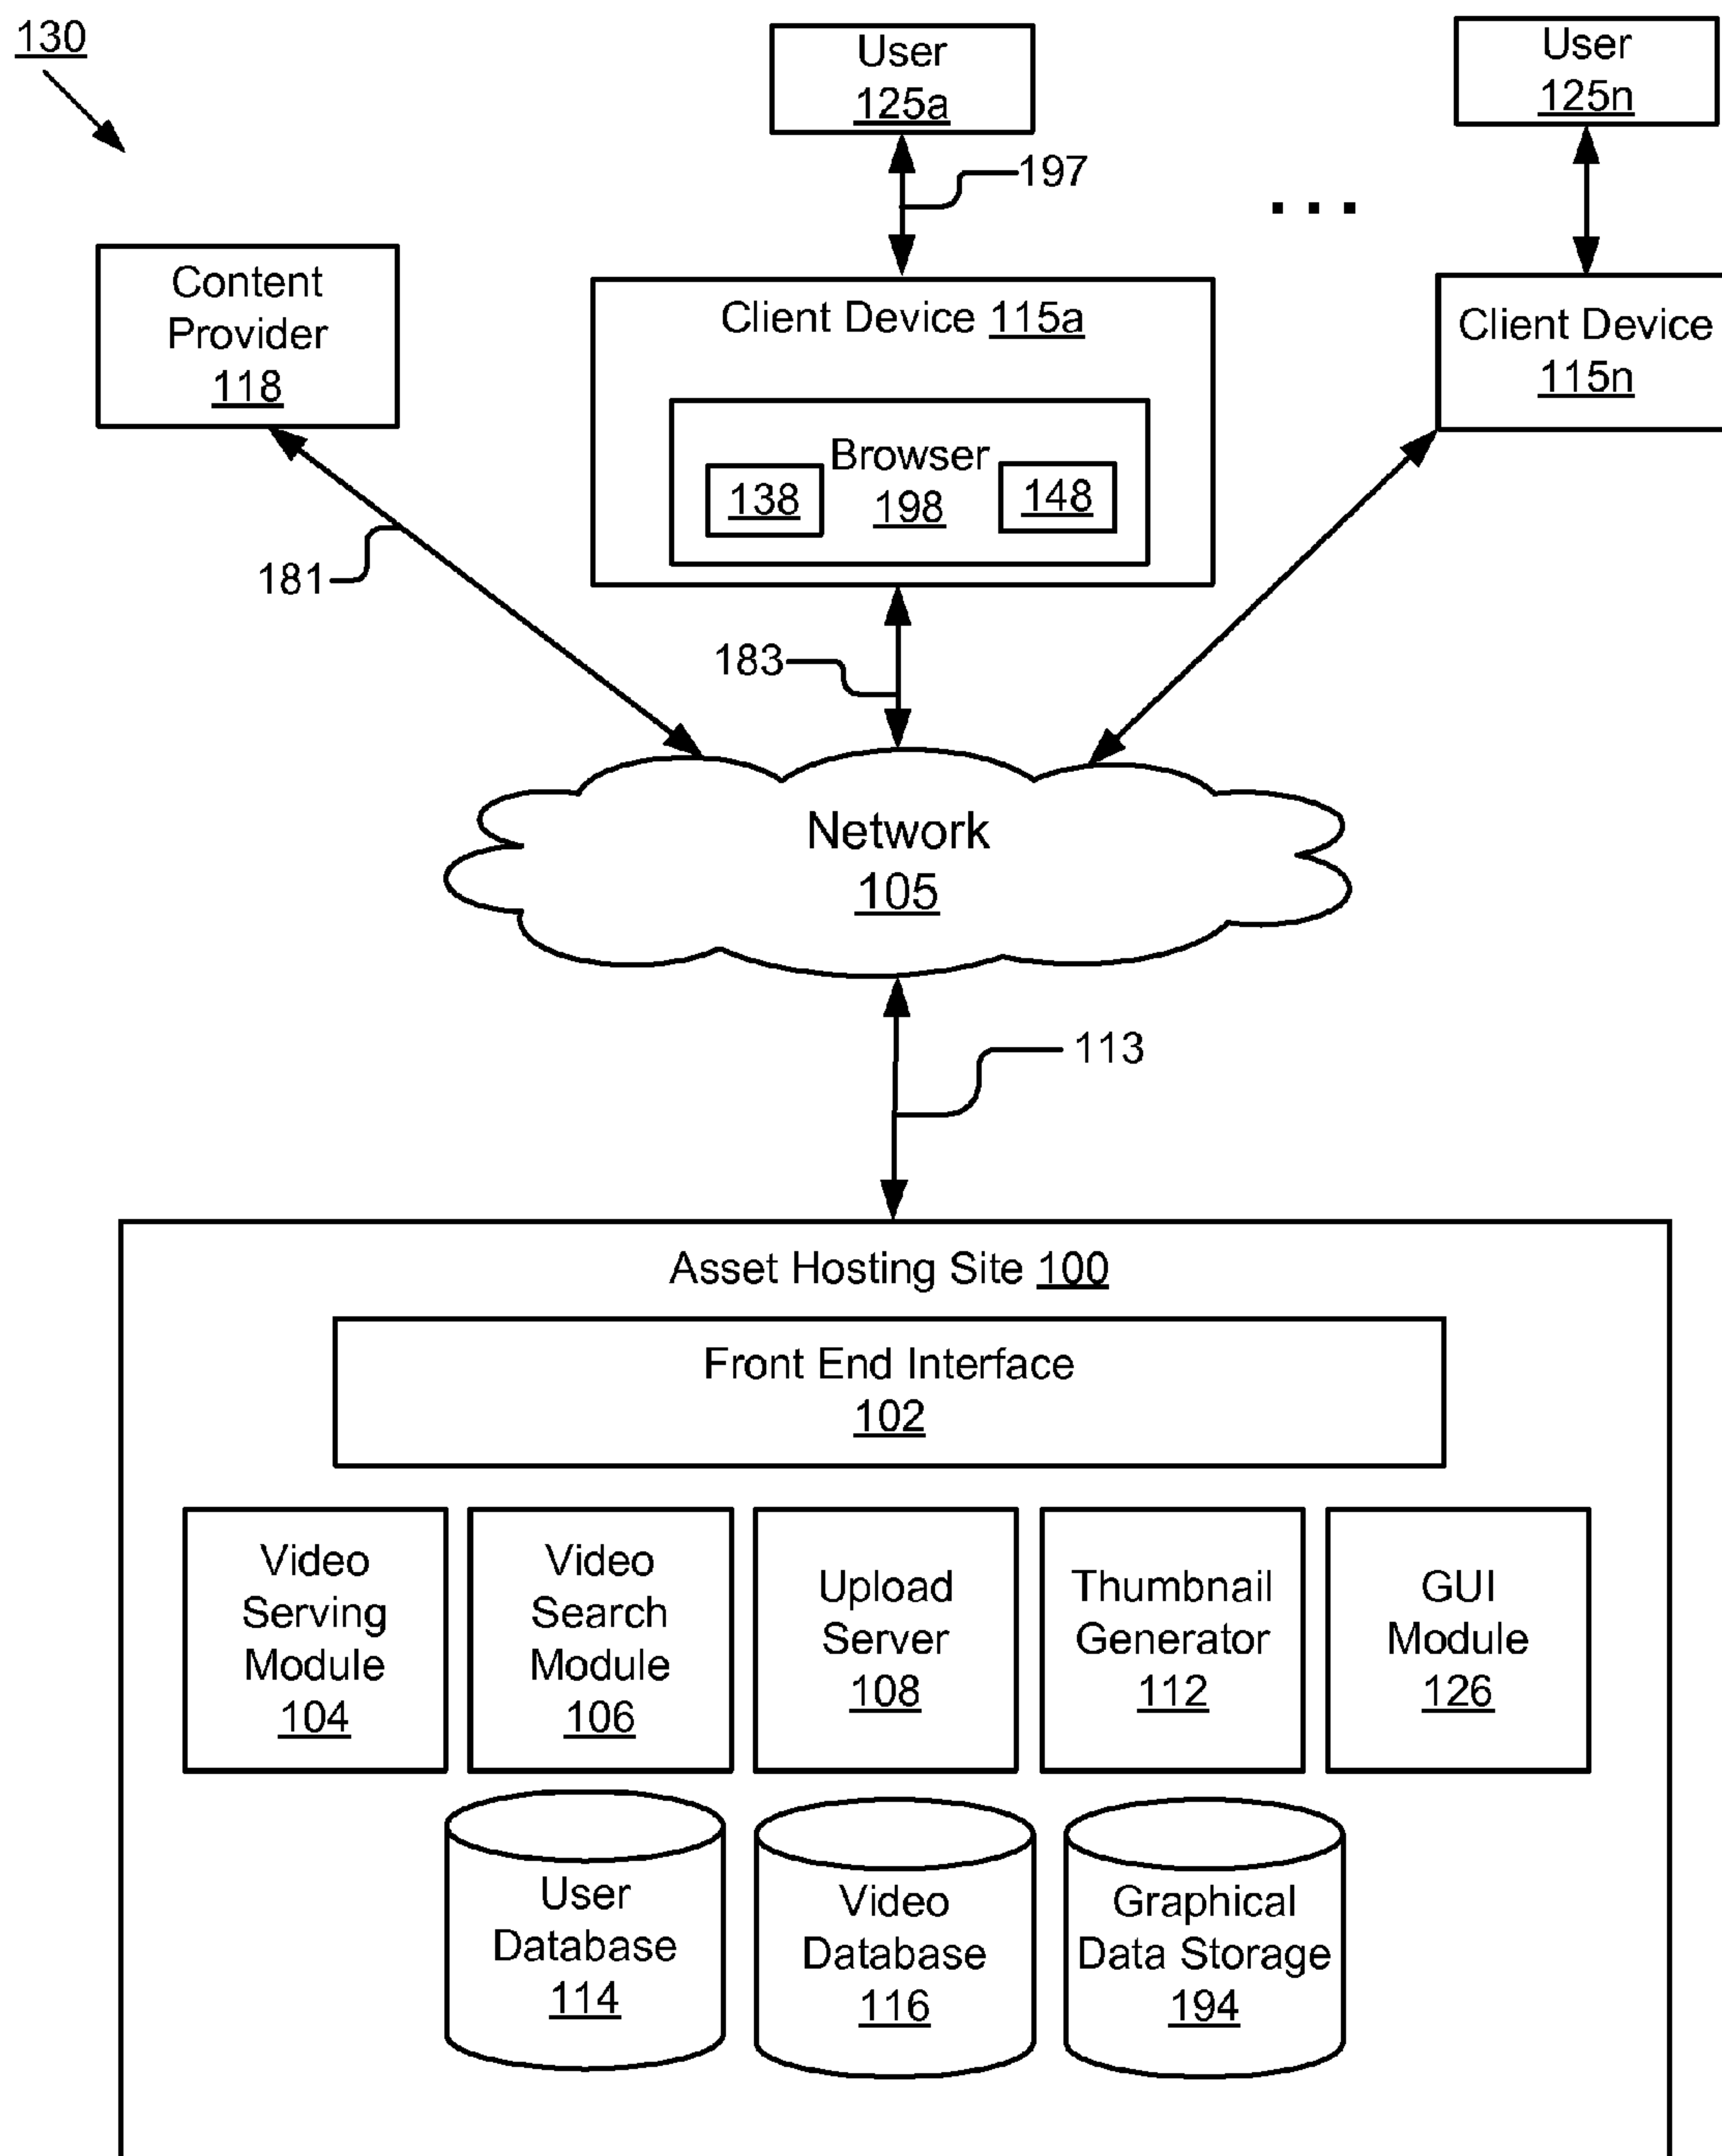 130
User
125a
User
125n
197
. . .
Content
Provider
118
Client Device 115a
Client Device
115n
Browser
138
198
148
181
183
Network
105
113
Asset Hosting Site 100
Front End Interface
102
Video
Serving
Module
104
Video
Search
Module
106
Upload
Server
108
Thumbnail
Generator
112
GUI
Module
126
User
Database
114
Video
Database
116
Graphical
Data Storage
194